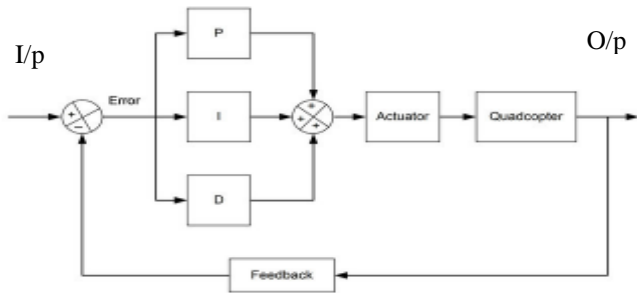 I/p
O/p
P
Error
+
−
I
+
+
+
Actuator
Quadcopter
D
Feedback